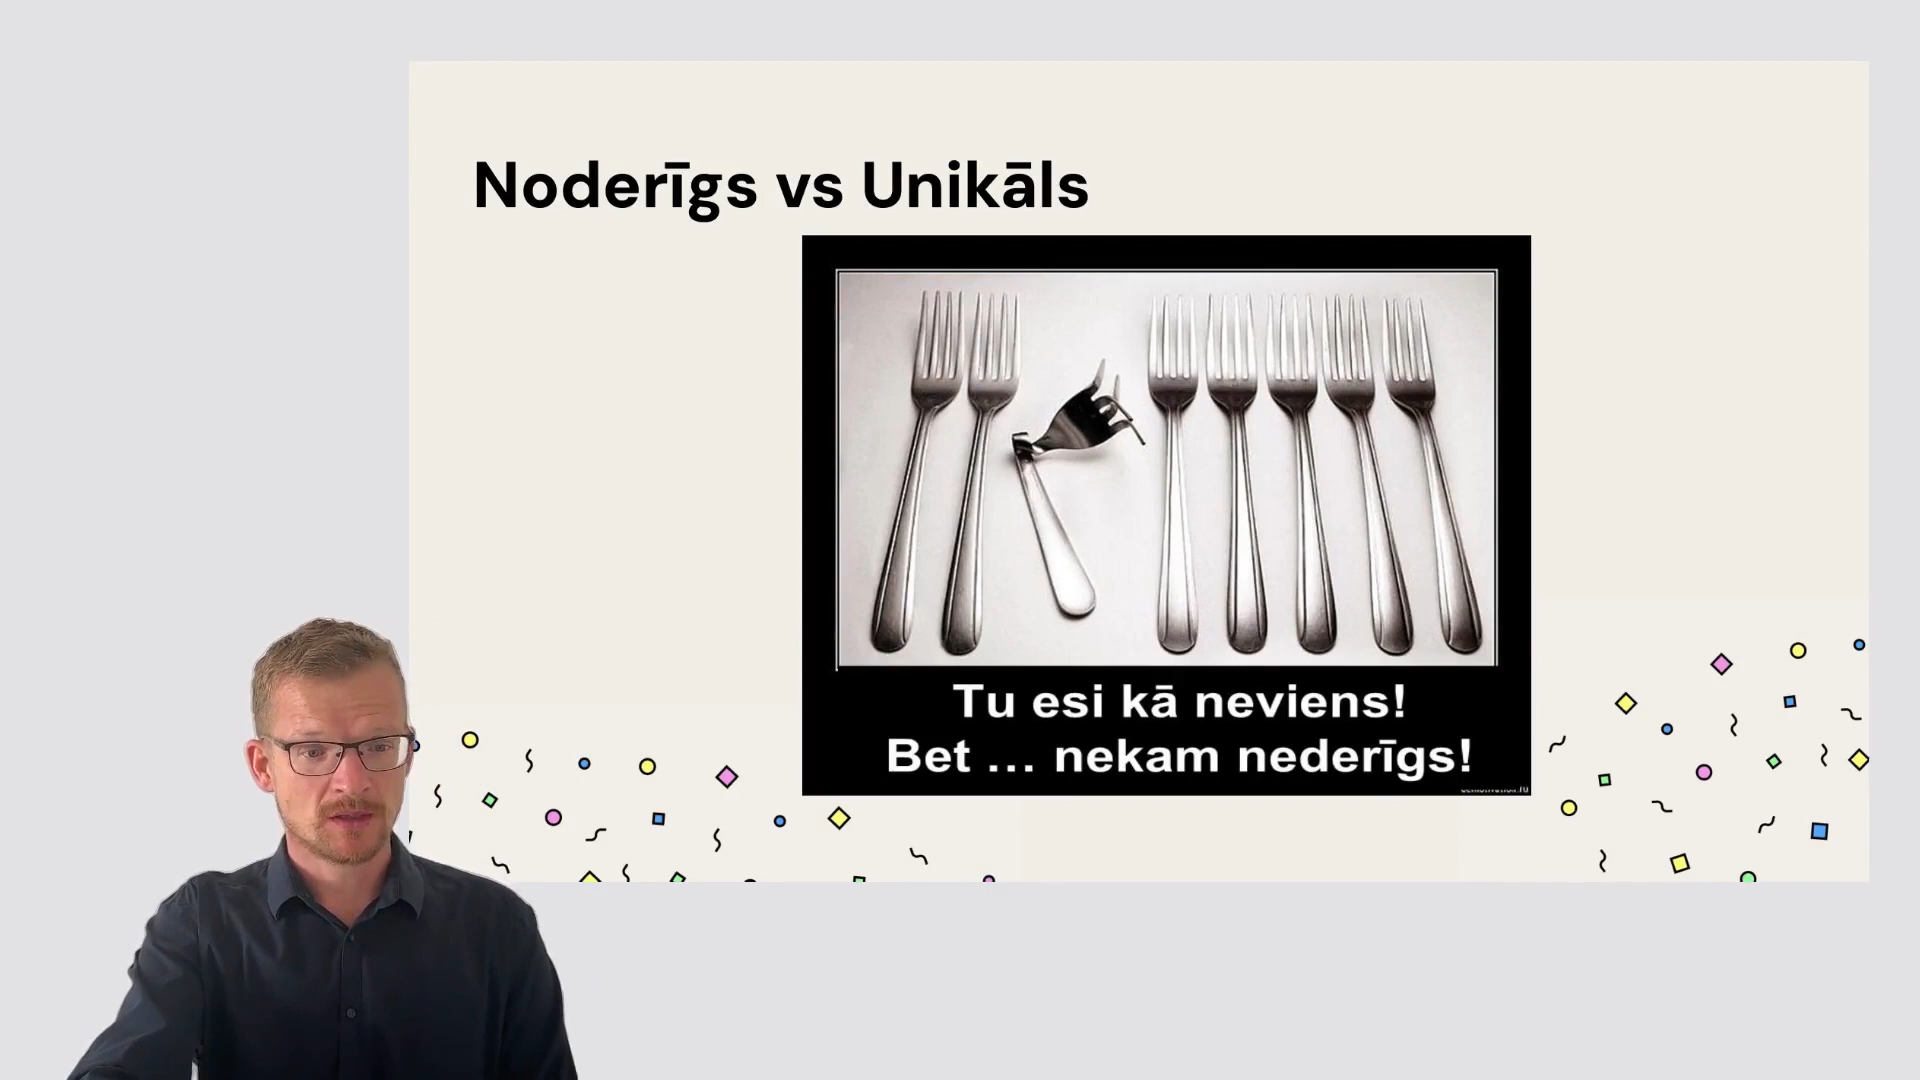 Noderīgs vs Unikāls
Tu esi kā neviens!
Bet ... nekam nederīgs!